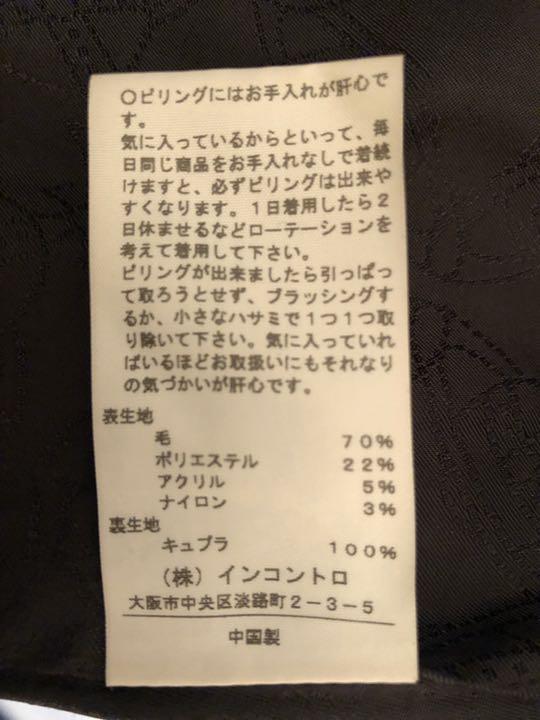 ○ピリングにはお手入れが肝心で
す。
気に入っているからといって、毎
日同じ商品をお手入れなしで着続
けますと、必ずピリングは出来や
すくなります。1日着用したら2
日休ませるなどローテーションを
考えて着用して下さい。
ピリングが出来ましたら引っぱっ
て取ろうとせず、ブラッシングす
るか、小さなハサミで1つ1つ取
り除いて下さい。気に入っていれ
ばいるほどお取扱いにもそれなり
の気づかいが肝心です。
表生地
毛 70%
ポリエステル 22%
アクリル 5%
ナイロン 3%
裏生地
キュプラ 100%
(株)インコントロ
大阪市中央区淡路町2-3-5
中国製